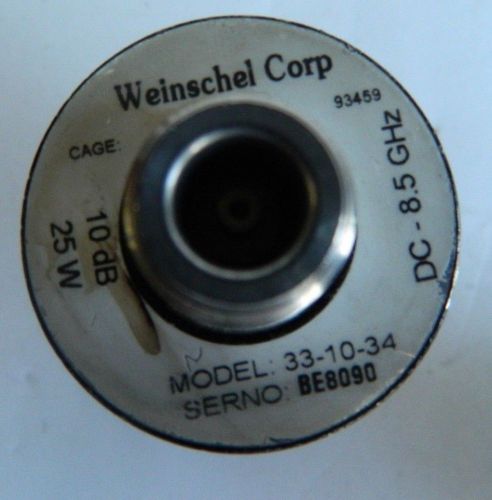 Weinschel Corp
CAGE: 93459
DC - 8.5 GHz
10 dB
25 W
MODEL: 33-10-34
SERNO: BE8090